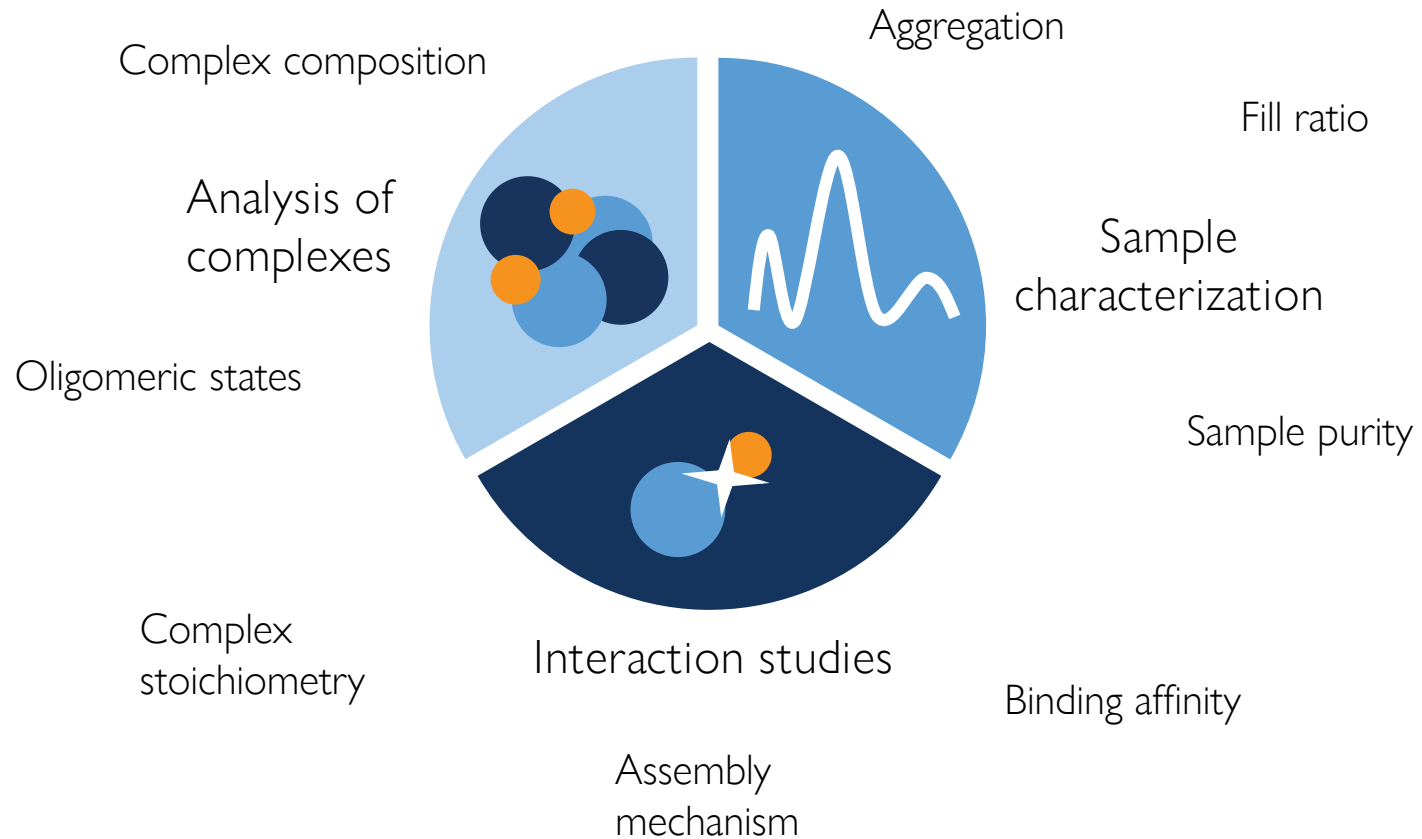 Aggregation
Complex composition
Fill ratio
Analysis of
complexes
Sample
characterization
Oligomeric states
Sample purity
Complex
stoichiometry
Interaction studies
Binding affinity
Assembly
mechanism